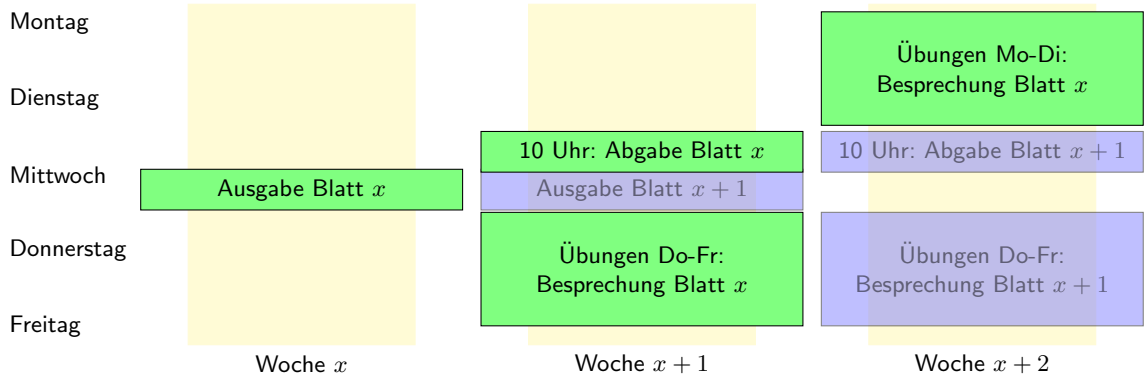 Montag
Dienstag
Mittwoch
Donnerstag
Freitag
Ausgabe Blatt x
Woche x
10 Uhr: Abgabe Blatt x
Ausgabe Blatt x + 1
Übungen Do-Fr:
Besprechung Blatt x
Woche x + 1
Übungen Mo-Di:
Besprechung Blatt x
10 Uhr: Abgabe Blatt x + 1
Übungen Do-Fr:
Besprechung Blatt x + 1
Woche x + 2